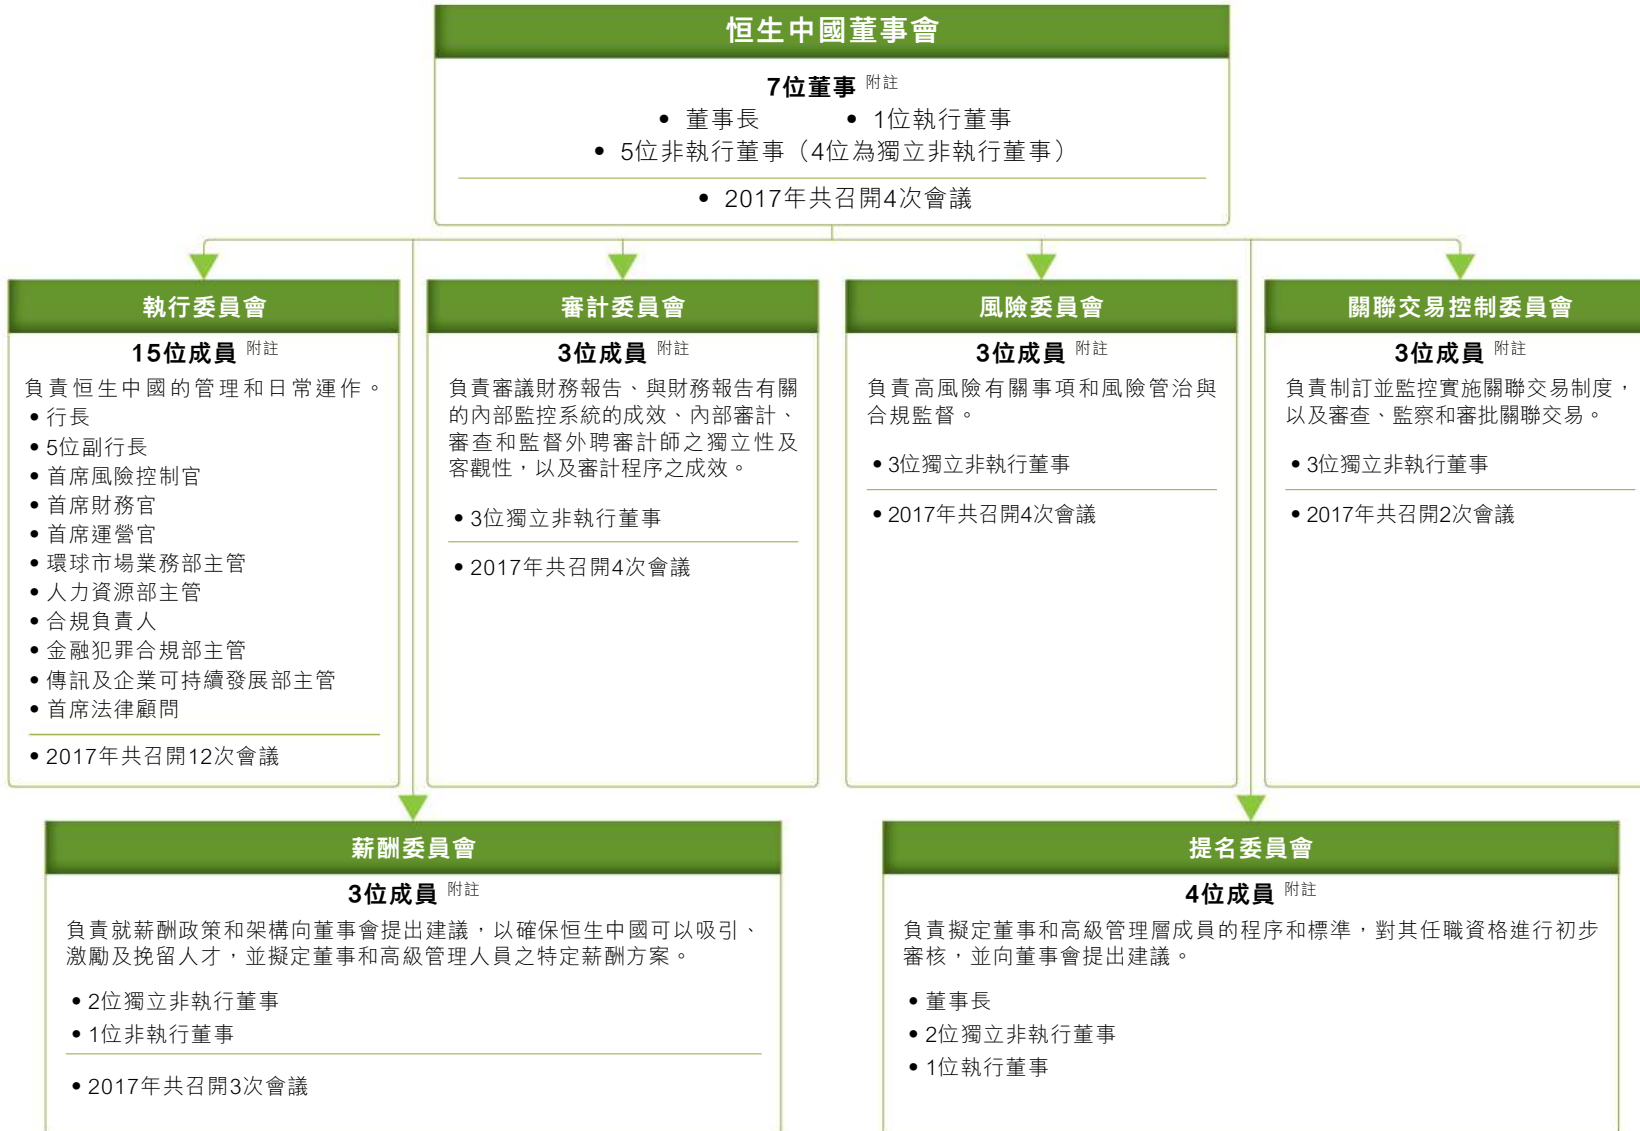 恒生中國董事會
7位董事 附註
• 董事長 • 1位執行董事
• 5位非執行董事（4位為獨立非執行董事）
• 2017年共召開4次會議
執行委員會
15位成員 附註
負責恒生中國的管理和日常運作。
• 行長
• 5位副行長
• 首席風險控制官
• 首席財務官
• 首席運營官
• 環球市場業務部主管
• 人力資源部主管
• 合規負責人
• 金融犯罪合規部主管
• 傳訊及企業可持續發展部主管
• 首席法律顧問
• 2017年共召開12次會議
審計委員會
3位成員 附註
負責審議財務報告、與財務報告有關
的內部監控系統的成效、內部審計、
審查和監督外聘審計師之獨立性及
客觀性，以及審計程序之成效。
• 3位獨立非執行董事
• 2017年共召開4次會議
風險委員會
3位成員 附註
負責高風險有關事項和風險管治與
合規監督。
• 3位獨立非執行董事
• 2017年共召開4次會議
關聯交易控制委員會
3位成員 附註
負責制訂並監控實施關聯交易制度，
以及審查、監察和審批關聯交易。
• 3位獨立非執行董事
• 2017年共召開2次會議
薪酬委員會
3位成員 附註
負責就薪酬政策和架構向董事會提出建議，以確保恒生中國可以吸引、
激勵及挽留人才，並擬定董事和高級管理人員之特定薪酬方案。
• 2位獨立非執行董事
• 1位非執行董事
• 2017年共召開3次會議
提名委員會
4位成員 附註
負責擬定董事和高級管理層成員的程序和標準，對其任職資格進行初步
審核，並向董事會提出建議。
• 董事長
• 2位獨立非執行董事
• 1位執行董事